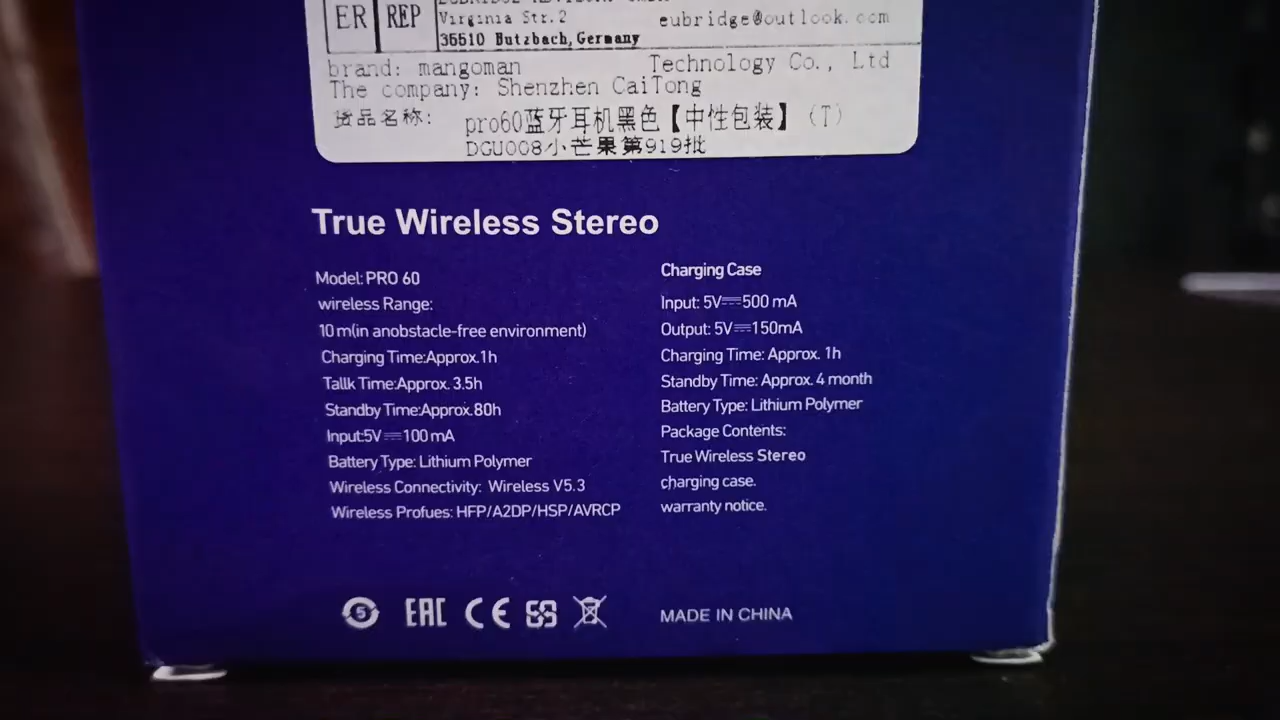 ER REP
Virginia Str.2 eubridge@outlook.com
35510 Butzbach, Germany
brand: mangoman Technology Co., Ltd
The company: Shenzhen CaiTong
货品名称: pro60蓝牙耳机黑色【中性包装】(T)
DGU008小芒果第919批
True Wireless Stereo
Model: PRO 60
wireless Range:
10 m(in anobstacle-free environment)
Charging Time:Approx.1h
Tallk Time:Approx. 3.5h
Standby Time:Approx.80h
Input:5V⎓100 mA
Battery Type: Lithium Polymer
Wireless Connectivity: Wireless V5.3
Wireless Profues: HFP/A2DP/HSP/AVRCP
Charging Case
Input: 5V⎓500 mA
Output: 5V⎓150mA
Charging Time: Approx. 1h
Standby Time: Approx. 4 month
Battery Type: Lithium Polymer
Package Contents:
True Wireless Stereo
charging case.
warranty notice.
5 EAC CE
MADE IN CHINA